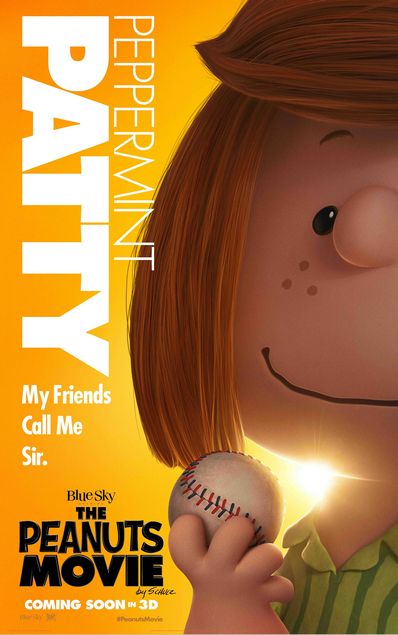 PEPPERMINT
PATTY
My Friends
Call Me
Sir.
Blue Sky
THE
PEANUTS
MOVIE
by SCHULZ
COMING SOON IN 3D
#PeanutsMovie